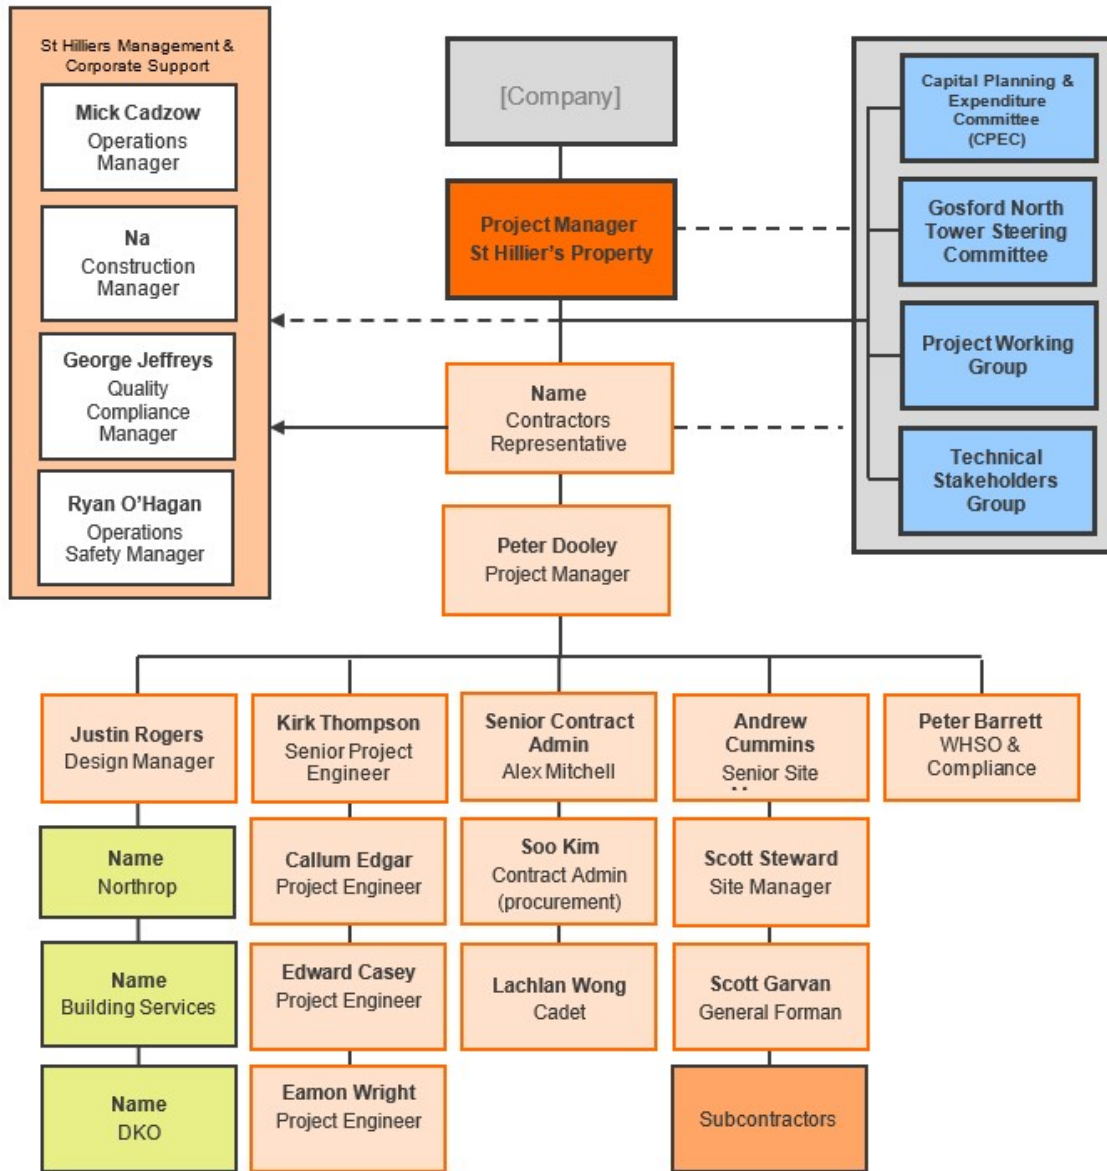 St Hilliers Management &
Corporate Support
Mick Cadzow
Operations
Manager
Na
Construction
Manager
George Jeffreys
Quality
Compliance
Manager
Ryan O'Hagan
Operations
Safety Manager
[Company]
Project Manager
St Hillier's Property
Name
Contractors
Representative
Peter Dooley
Project Manager
Capital Planning &
Expenditure
Committee
(CPEC)
Gosford North
Tower Steering
Committee
Project Working
Group
Technical
Stakeholders
Group
Justin Rogers
Design Manager
Name
Northrop
Name
Building Services
Name
DKO
Kirk Thompson
Senior Project
Engineer
Callum Edgar
Project Engineer
Edward Casey
Project Engineer
Eamon Wright
Project Engineer
Senior Contract
Admin
Alex Mitchell
Soo Kim
Contract Admin
(procurement)
Lachlan Wong
Cadet
Andrew
Cummins
Senior Site
Scott Steward
Site Manager
Scott Garvan
General Forman
Subcontractors
Peter Barrett
WHSO &
Compliance